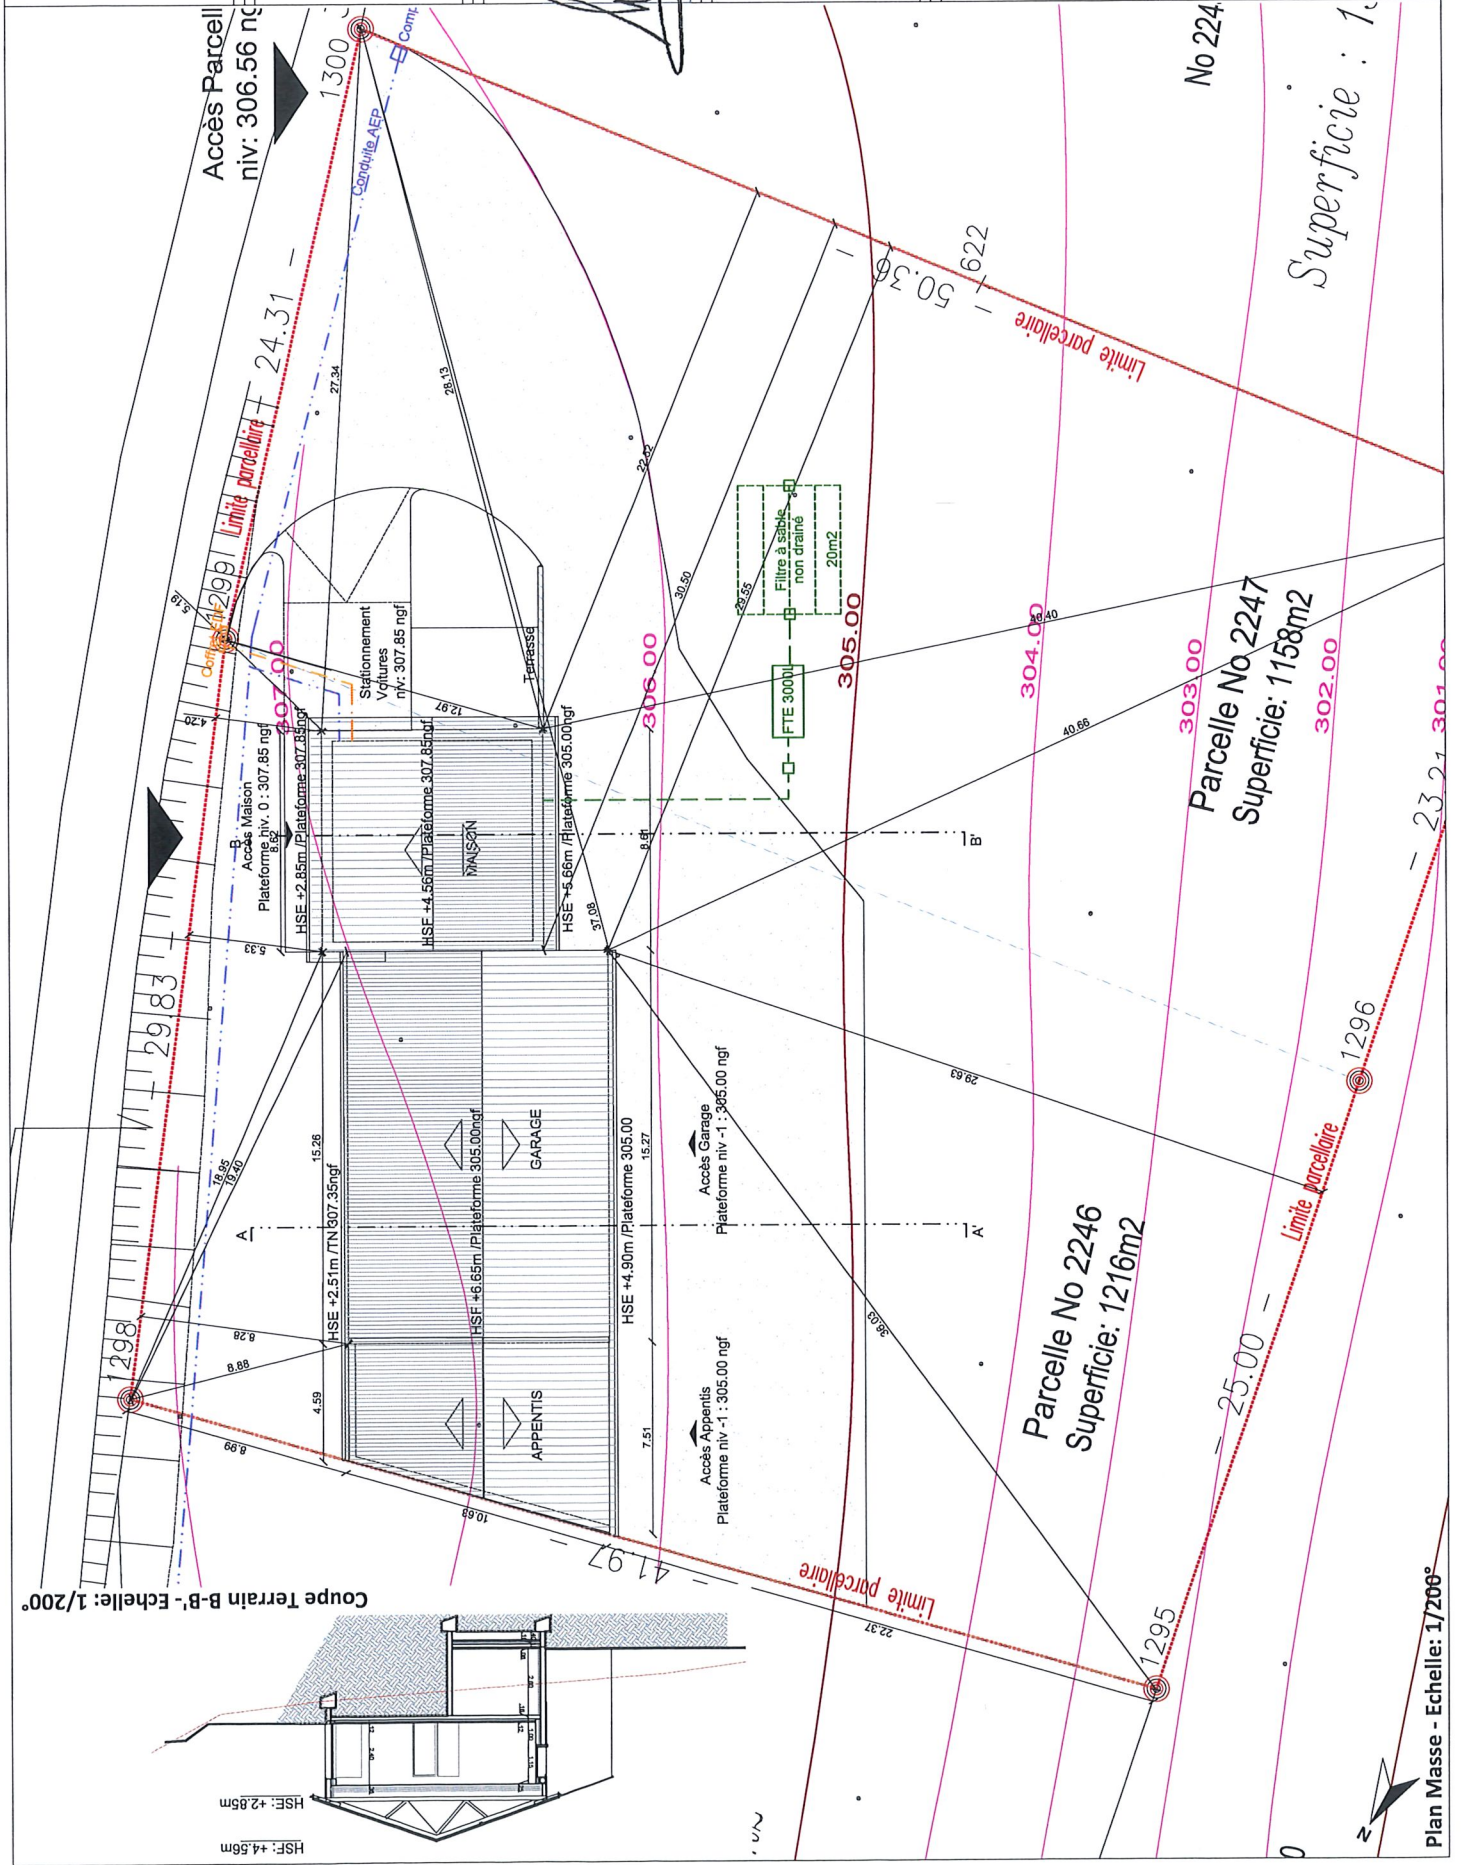 Accès Parcell
niv: 306.56 ng
1300
Comp
Conduite AEP
No 224
Superficie : 1
24.31
27.34
28.13
50.36
622
Limite parcellaire
Limite parcellaire
22.52
30.50
29.55
Filtre à sable
non drainé
20m2
FTE 3000L
5.19
1299
307.00
306.00
305.00
304.00
303.00
302.00
Stationnement
Voitures
niv: 307.85 ngf
Terrasse
12.97
4.20
5.33
B
Accès Maison
Plateforme niv. 0 : 307.85 ngf
8.62
HSE +2.85m /Plateforme 307.85ngf
HSF +4.56m /Plateforme 307.85ngf
MAISON
HSE +5.66m /Plateforme 305.00ngf
37.08
8.61
B'
40.66
Parcelle No 2247
Superficie: 1158m2
23.21
29.83
18.95
19.40
15.26
A
HSE +2.51m /TN 307.35ngf
HSF +6.65m /Plateforme 305.00ngf
GARAGE
HSE +4.90m /Plateforme 305.00
15.27
Accès Garage
Plateforme niv -1 : 305.00 ngf
A'
29.63
1296
Limite parcellaire
36.03
Parcelle No 2246
Superficie: 1216m2
25.00
1298
8.28
8.88
4.59
8.99
APPENTIS
7.51
Accès Appentis
Plateforme niv -1 : 305.00 ngf
10.63
41.97
Limite parcellaire
22.37
1295
Coupe Terrain B-B' - Echelle: 1/200°
HSE: +2.85m
HSF: +4.56m
N
Plan Masse - Echelle: 1/200°